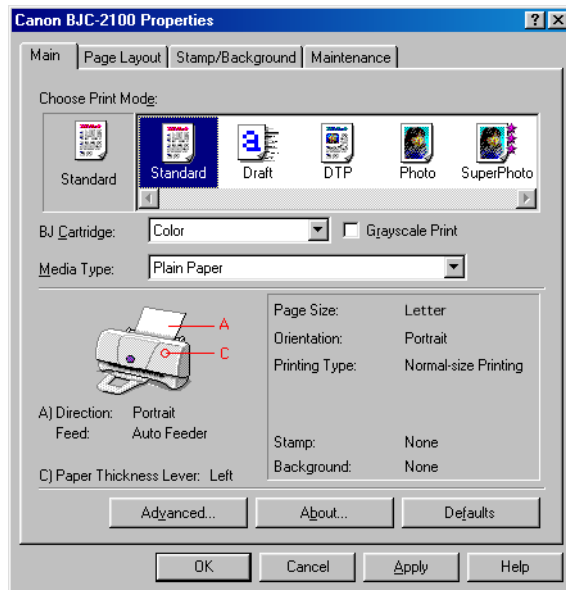 Canon BJC-2100 Properties
Main Page Layout Stamp/Background Maintenance
Choose Print Mode:
Standard Standard Draft DTP Photo SuperPhoto
BJ Cartridge: Color Grayscale Print
Media Type: Plain Paper
A
C
A) Direction: Portrait
Feed: Auto Feeder
C) Paper Thickness Lever: Left
Page Size: Letter
Orientation: Portrait
Printing Type: Normal-size Printing
Stamp: None
Background: None
Advanced... About... Defaults
OK Cancel Apply Help